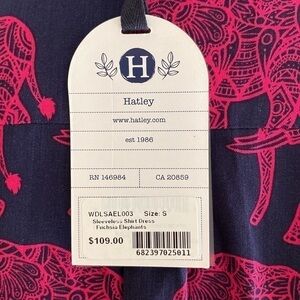 H
Hatley
www.hatley.com
est 1986
RN 146984 CA 20859
WDLSAEL003 Size: S
Sleeveless Shirt Dress
Fuchsia Elephants
$109.00
682397025011